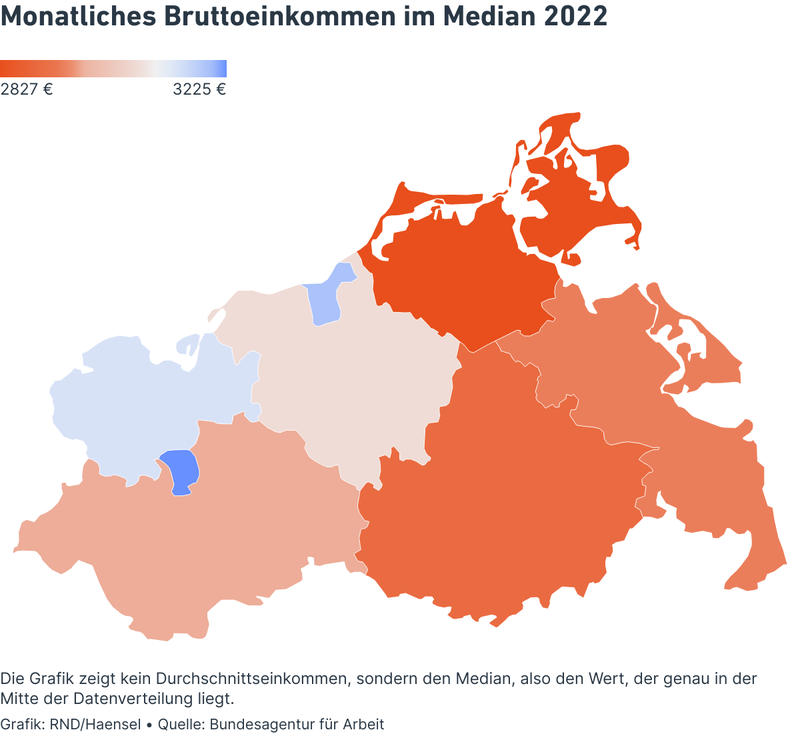 Monatliches Bruttoeinkommen im Median 2022
2827 € 3225 €
Die Grafik zeigt kein Durchschnittseinkommen, sondern den Median, also den Wert, der genau in der
Mitte der Datenverteilung liegt.
Grafik: RND/Haensel • Quelle: Bundesagentur für Arbeit